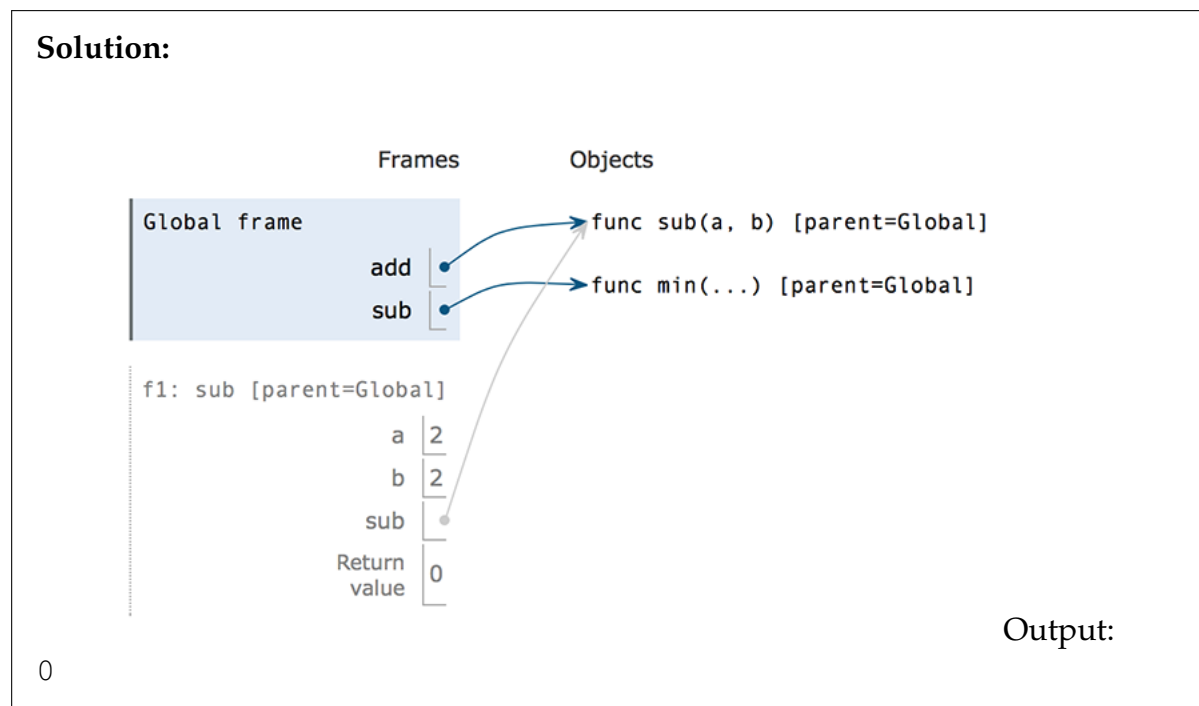 Solution:
Frames Objects
Global frame
func sub(a, b) [parent=Global]
add
func min(...) [parent=Global]
sub
f1: sub [parent=Global]
a 2
b 2
sub
Return
value 0
Output:
0